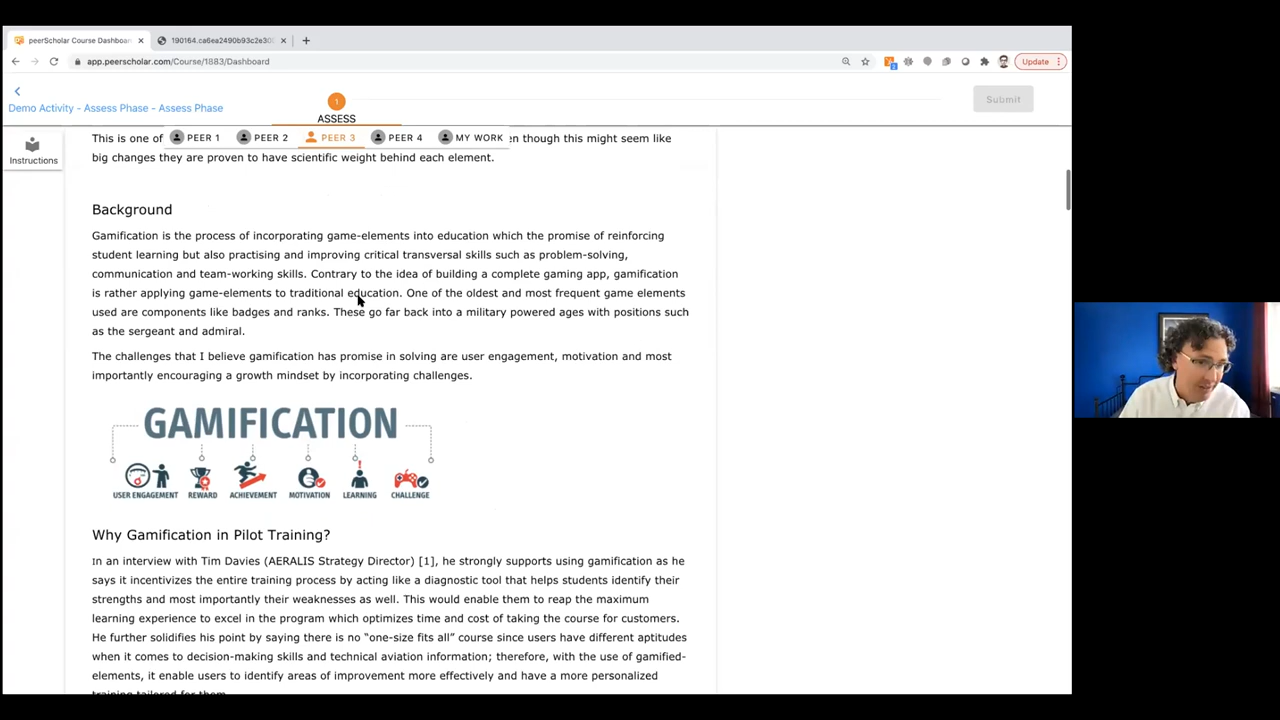 peerScholar Course Dashboar
190164.ca6ea2490b93c2e302
app.peerscholar.com/Course/1883/Dashboard
Update
Demo Activity - Assess Phase - Assess Phase
1
ASSESS
Submit
Instructions
PEER 1 PEER 2 PEER 3 PEER 4 MY WORK
This is one of en though this might seem like
big changes they are proven to have scientific weight behind each element.
Background
Gamification is the process of incorporating game-elements into education which the promise of reinforcing
student learning but also practising and improving critical transversal skills such as problem-solving,
communication and team-working skills. Contrary to the idea of building a complete gaming app, gamification
is rather applying game-elements to traditional education. One of the oldest and most frequent game elements
used are components like badges and ranks. These go far back into a military powered ages with positions such
as the sergeant and admiral.
The challenges that I believe gamification has promise in solving are user engagement, motivation and most
importantly encouraging a growth mindset by incorporating challenges.
GAMIFICATION
USER ENGAGEMENT REWARD ACHIEVEMENT MOTIVATION LEARNING CHALLENGE
Why Gamification in Pilot Training?
In an interview with Tim Davies (AERALIS Strategy Director) [1], he strongly supports using gamification as he
says it incentivizes the entire training process by acting like a diagnostic tool that helps students identify their
strengths and most importantly their weaknesses as well. This would enable them to reap the maximum
learning experience to excel in the program which optimizes time and cost of taking the course for customers.
He further solidifies his point by saying there is no “one-size fits all” course since users have different aptitudes
when it comes to decision-making skills and technical aviation information; therefore, with the use of gamified-
elements, it enable users to identify areas of improvement more effectively and have a more personalized
training tailored for them.